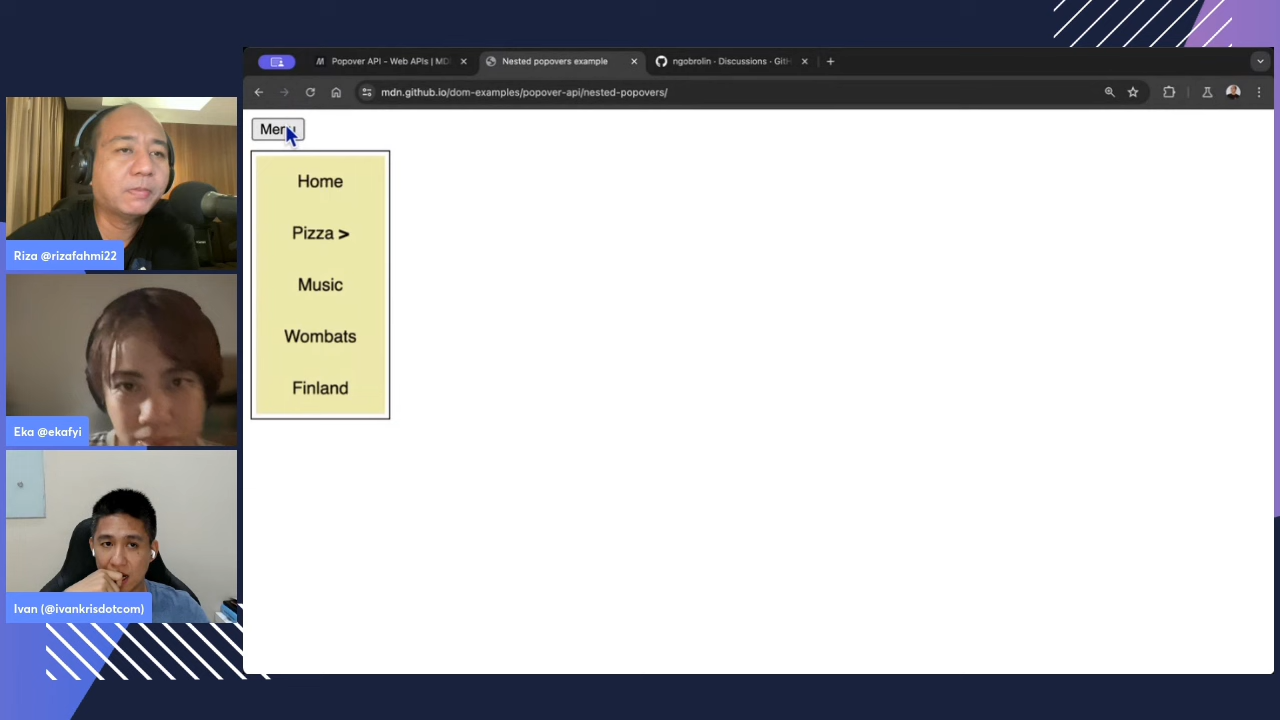 Popover API - Web APIs | MD
Nested popovers example
ngobrolin · Discussions · GitH
mdn.github.io/dom-examples/popover-api/nested-popovers/
Menu
Home
Pizza >
Music
Wombats
Finland
Riza @rizafahmi22
Eka @ekafyi
Ivan (@ivankrisdotcom)